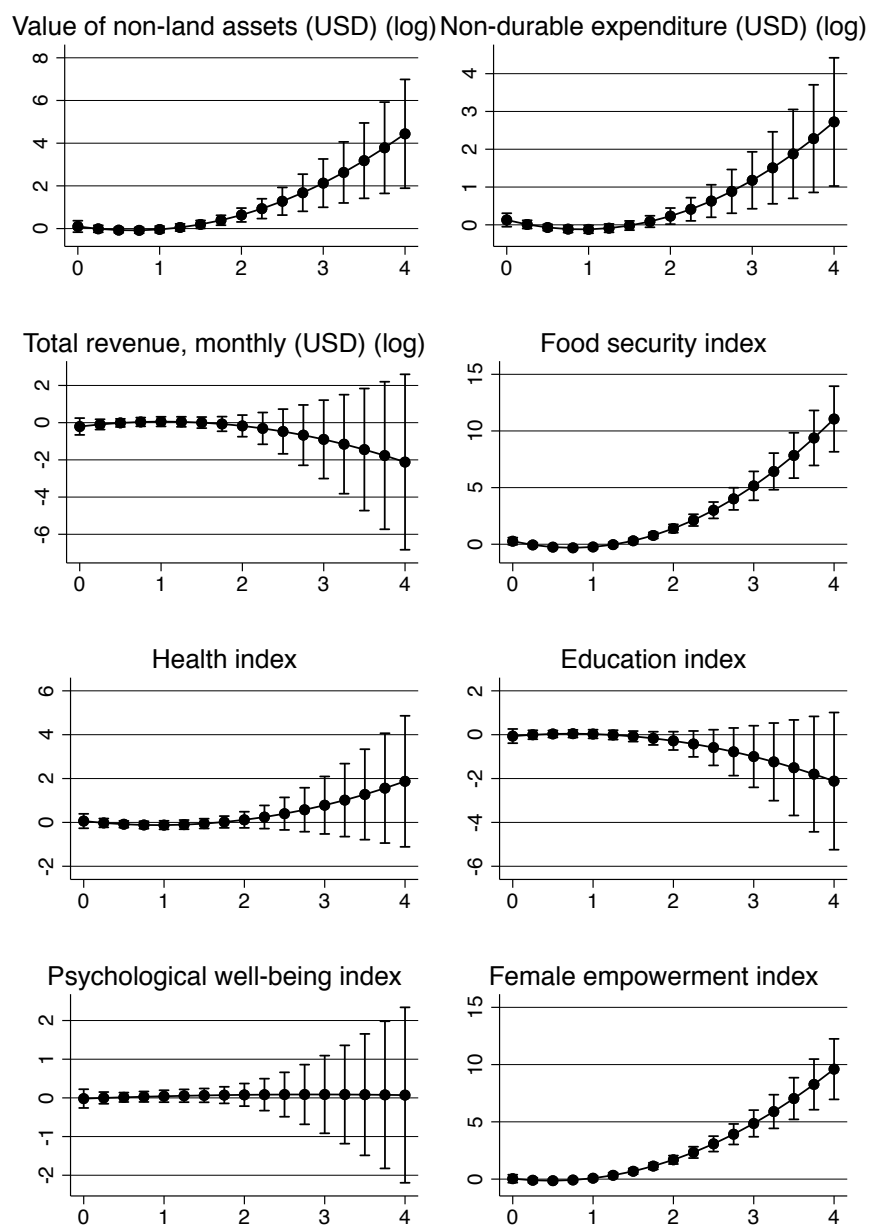 Value of non-land assets (USD) (log) Non-durable expenditure (USD) (log)
8
6
4
2
0
0 1 2 3 4
4
3
2
1
0
0 1 2 3 4
Total revenue, monthly (USD) (log)
2
0
-2
-4
-6
0 1 2 3 4
Food security index
15
10
5
0
0 1 2 3 4
Health index
6
4
2
0
-2
0 1 2 3 4
Education index
2
0
-2
-4
-6
0 1 2 3 4
Psychological well-being index
2
1
0
-1
-2
0 1 2 3 4
Female empowerment index
15
10
5
0
0 1 2 3 4